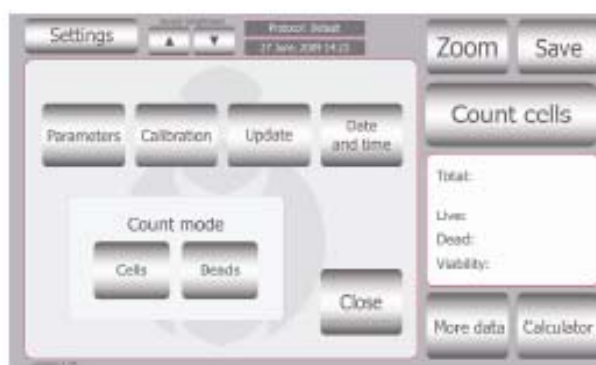 Settings
▲ ▼
Protocol: Default
27 June, 2009 14:21
Zoom Save
Parameters Calibration Update Date and time
Count cells
Count mode
Cells Beads
Close
Total:
Live:
Dead:
Viability:
More data Calculator